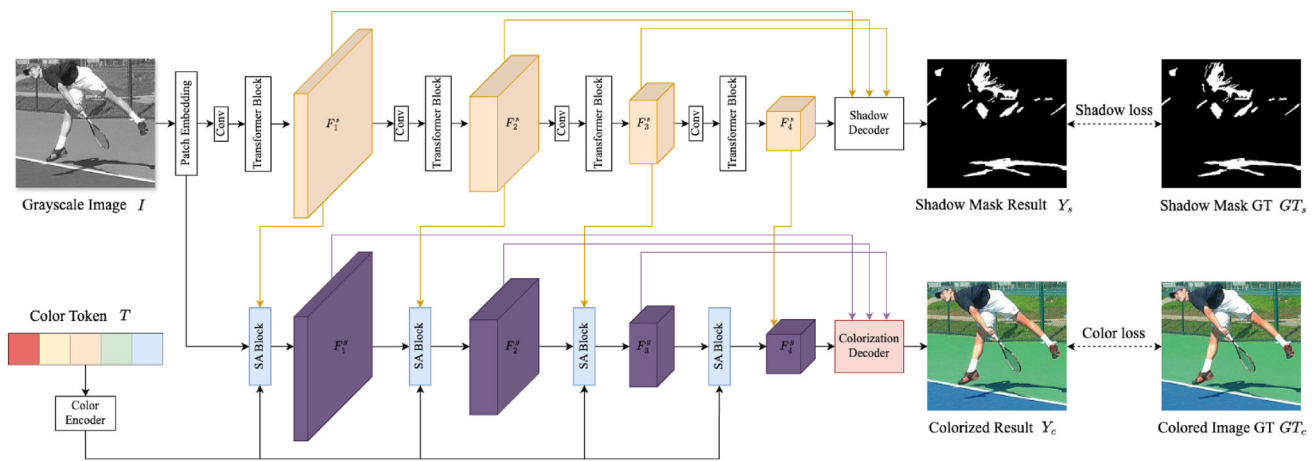 Grayscale Image I
Patch Embedding
Conv
Transformer Block
F₁ˢ
Conv
Transformer Block
F₂ˢ
Conv
Transformer Block
F₃ˢ
Conv
Transformer Block
F₄ˢ
Shadow
Decoder
Shadow Mask Result Yₛ
Shadow loss
Shadow Mask GT GTₛ
Color Token T
Color
Encoder
SA Block
F₁ᵍ
SA Block
F₂ᵍ
SA Block
F₃ᵍ
SA Block
F₄ᵍ
Colorization
Decoder
Colorized Result Y_c
Color loss
Colored Image GT GT_c